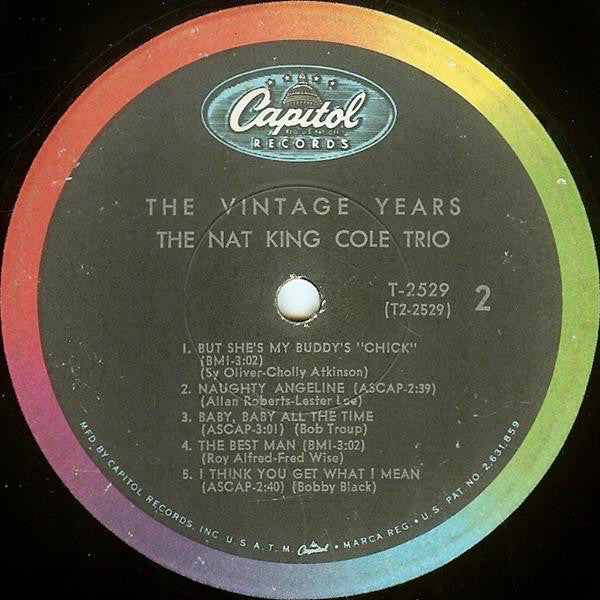 Capitol
REG. U.S. PAT. OFF.
RECORDS
THE VINTAGE YEARS
THE NAT KING COLE TRIO
T-2529
(T2-2529)
2
1. BUT SHE'S MY BUDDY'S "CHICK"
(BMI-3:02)
(Sy Oliver-Cholly Atkinson)
2. NAUGHTY ANGELINE (ASCAP-2:39)
(Allan Roberts-Lester Lee)
3. BABY, BABY ALL THE TIME
(ASCAP-3:01) (Bob Troup)
4. THE BEST MAN (BMI-3:02)
(Roy Alfred-Fred Wise)
5. I THINK YOU GET WHAT I MEAN
(ASCAP-2:40) (Bobby Black)
MFD. BY CAPITOL RECORDS, INC. U.S.A. T.M. Capitol • MARCA REG. • U.S. PAT. NO. 2,631,859